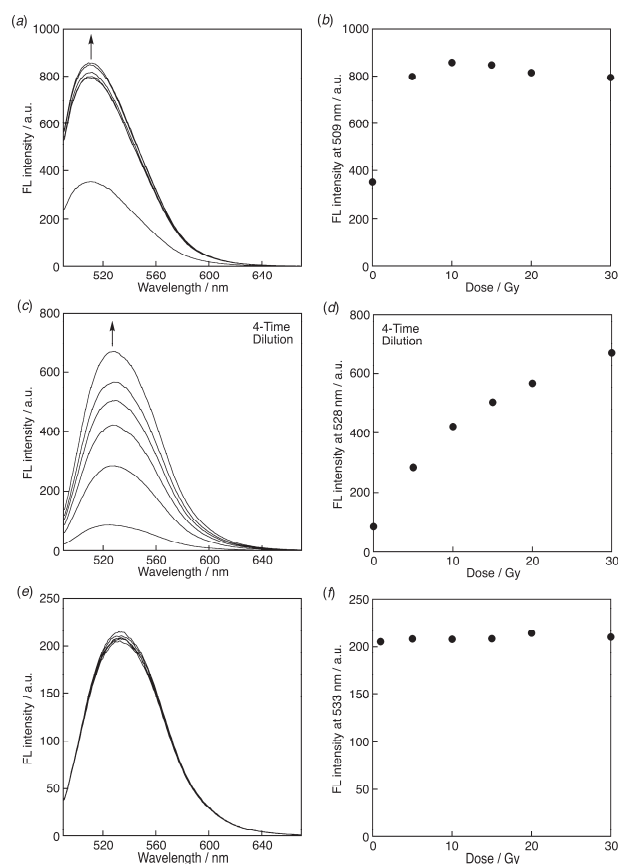 (a)
1000
800
600
400
200
0
FL intensity / a.u.
520 560 600 640
Wavelength / nm
(b)
1000
800
600
400
200
0
FL intensity at 509 nm / a.u.
0 10 20 30
Dose / Gy
(c)
800
600
400
200
0
FL intensity / a.u.
4-Time
Dilution
520 560 600 640
Wavelength / nm
(d)
800
600
400
200
0
FL intensity at 528 nm / a.u.
4-Time
Dilution
0 10 20 30
Dose / Gy
(e)
250
200
150
100
50
0
FL intensity / a.u.
520 560 600 640
Wavelength / nm
(f)
250
200
150
100
50
0
FL intensity at 533 nm / a.u.
0 10 20 30
Dose / Gy